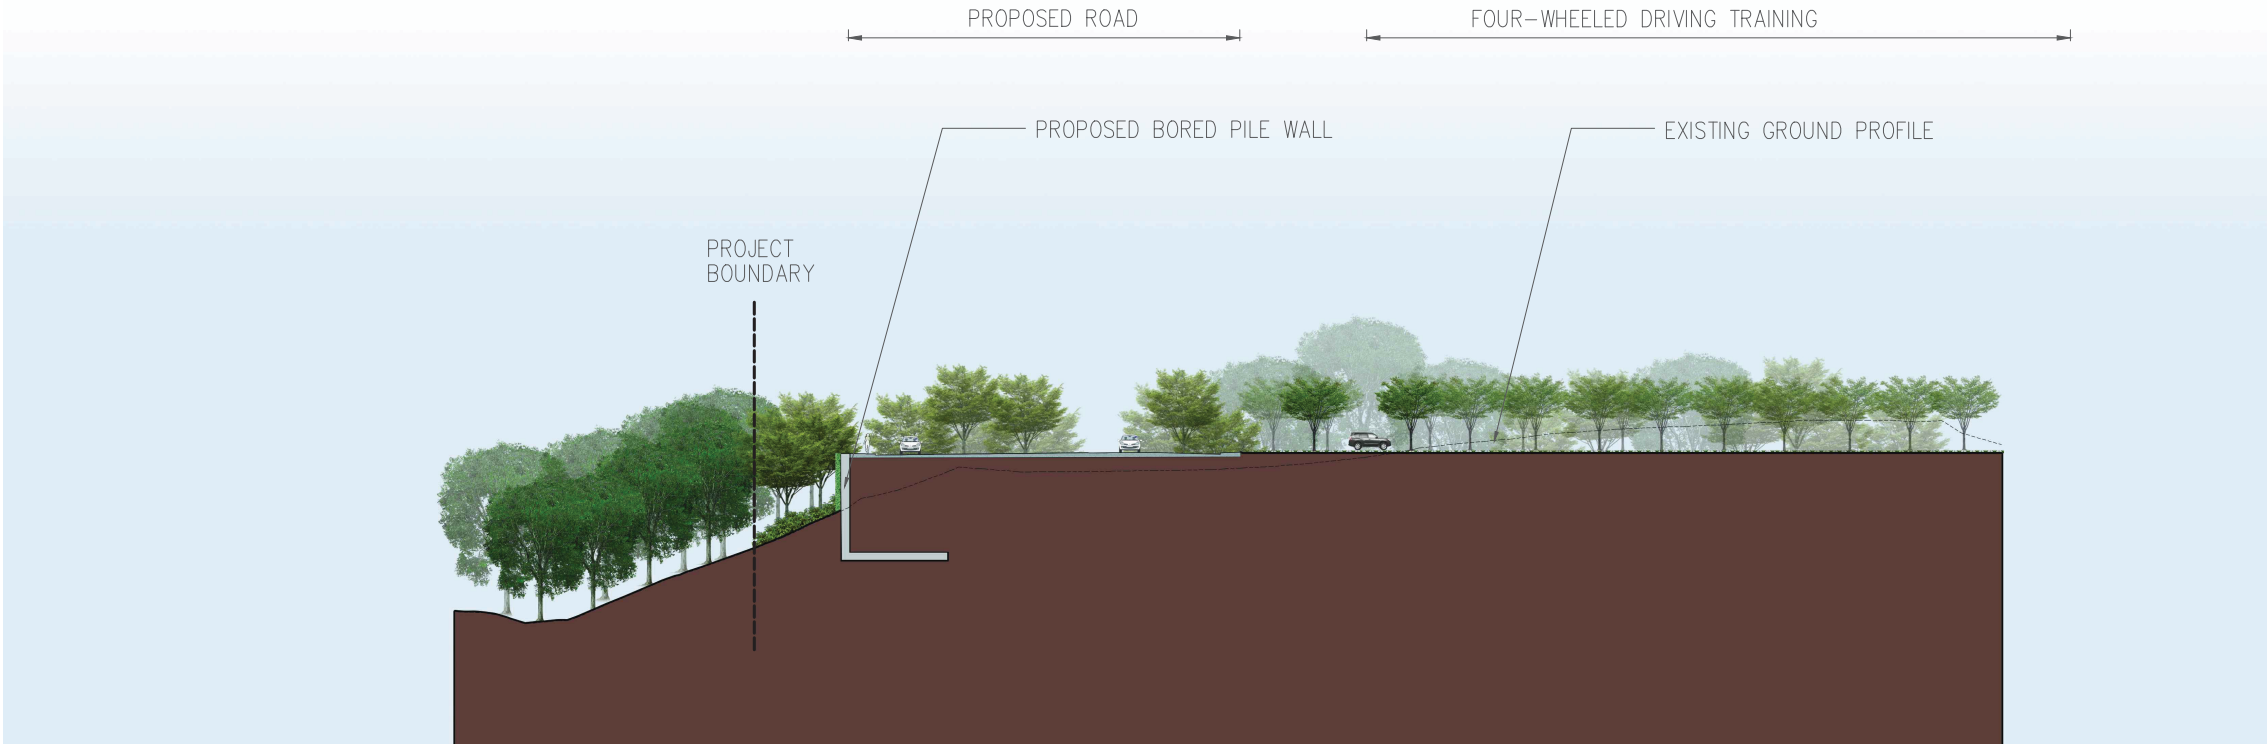 PROPOSED ROAD
FOUR-WHEELED DRIVING TRAINING
PROPOSED BORED PILE WALL
EXISTING GROUND PROFILE
PROJECT
BOUNDARY